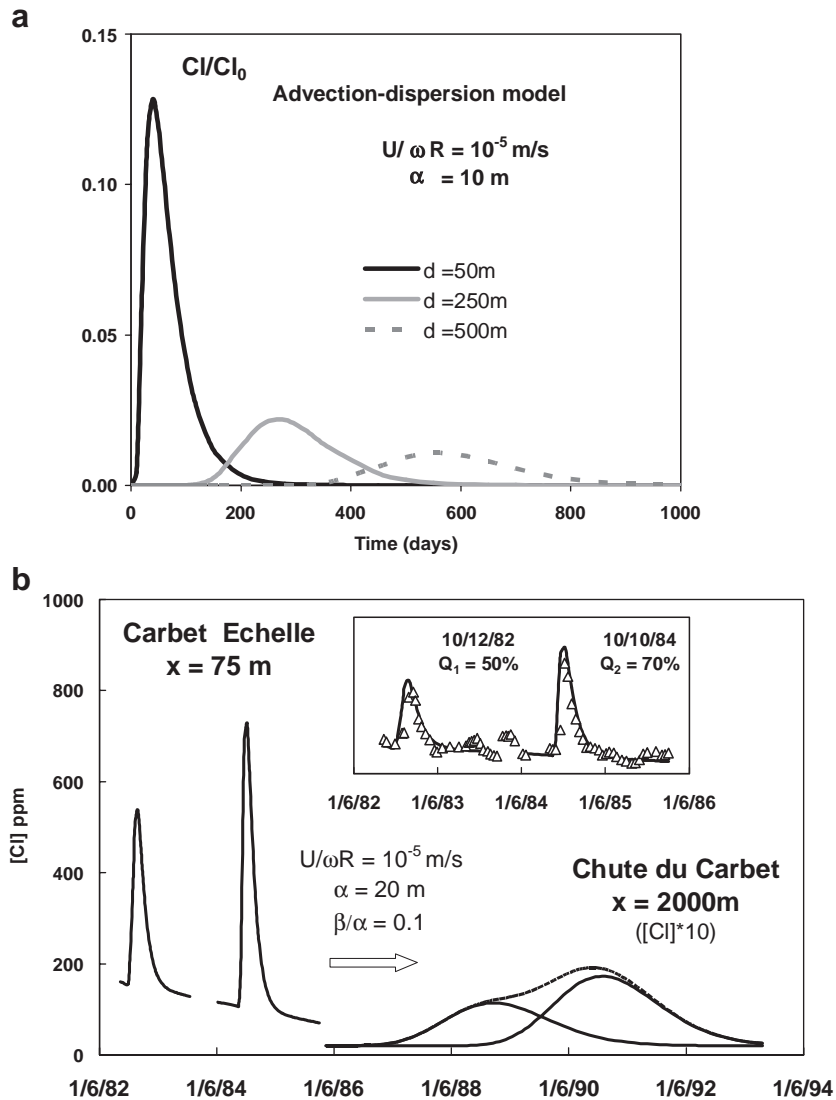 a
0.15
0.10
0.05
0.00
Cl/Cl₀
Advection-dispersion model
U/ ω R = 10⁻⁵ m/s
α = 10 m
d =50m
d =250m
d =500m
0 200 400 600 800 1000
Time (days)
b
1000
800
600
400
200
0
[Cl] ppm
Carbet Echelle
x = 75 m
10/12/82
Q₁ = 50%
10/10/84
Q₂ = 70%
1/6/82 1/6/83 1/6/84 1/6/85 1/6/86
U/ωR = 10⁻⁵ m/s
α = 20 m
β/α = 0.1
Chute du Carbet
x = 2000m
([Cl]*10)
1/6/82 1/6/84 1/6/86 1/6/88 1/6/90 1/6/92 1/6/94